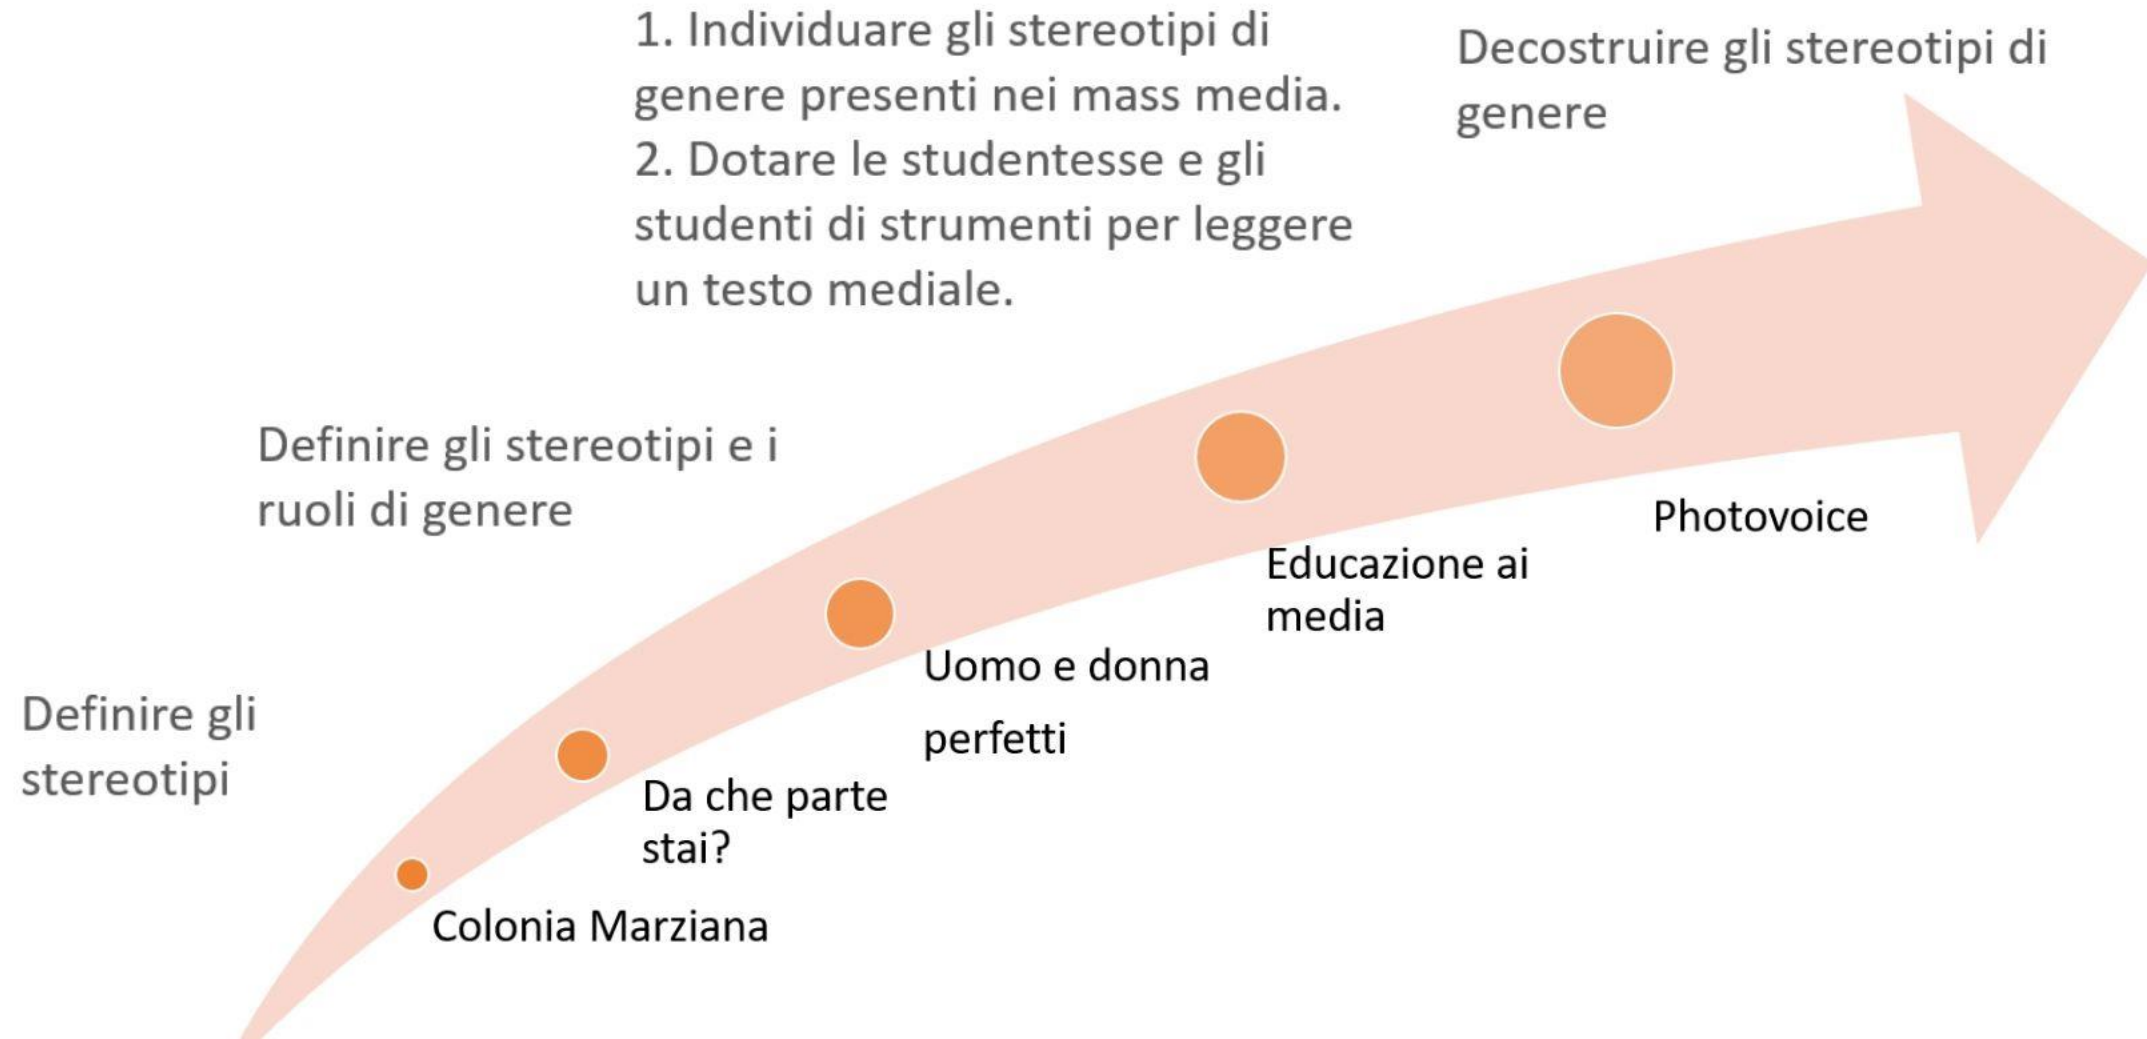 1. Individuare gli stereotipi di
genere presenti nei mass media.
2. Dotare le studentesse e gli
studenti di strumenti per leggere
un testo mediale.
Decostruire gli stereotipi di
genere
Definire gli stereotipi e i
ruoli di genere
Definire gli
stereotipi
Photovoice
Educazione ai
media
Uomo e donna
perfetti
Da che parte
stai?
Colonia Marziana